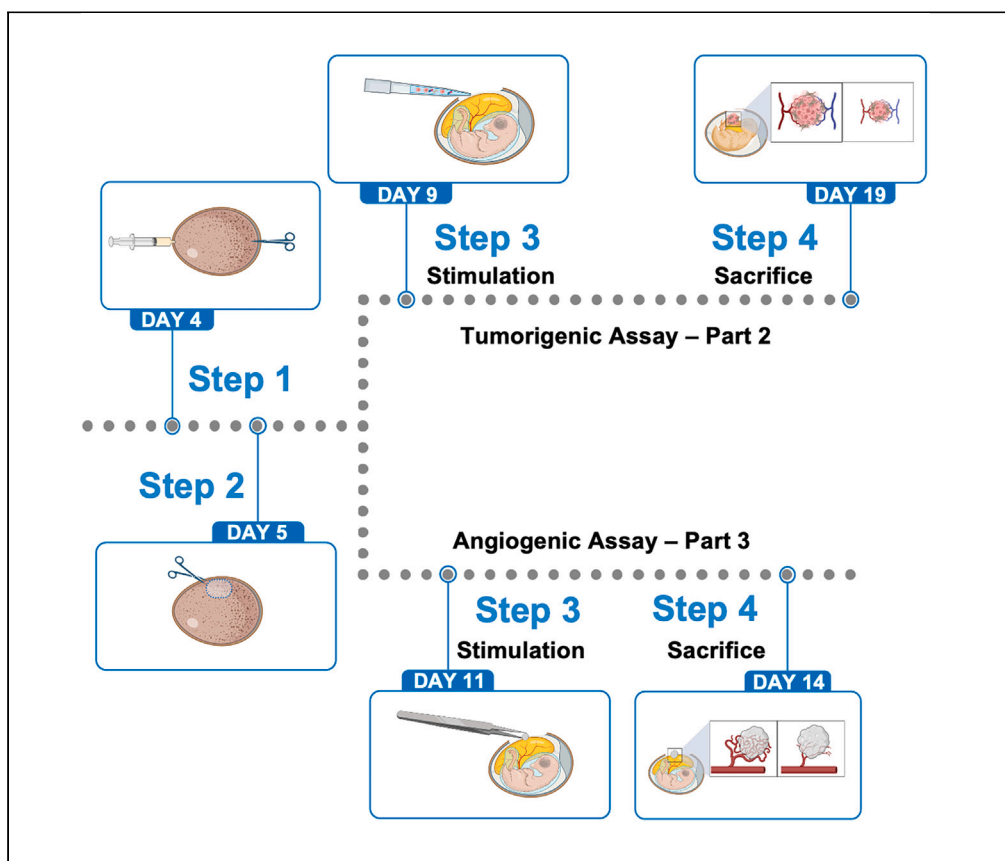 DAY 9
Step 3
Stimulation
DAY 19
Step 4
Sacrifice
Tumorigenic Assay – Part 2
DAY 4
Step 1
Step 2
DAY 5
Angiogenic Assay – Part 3
Step 3
Stimulation
DAY 11
Step 4
Sacrifice
DAY 14